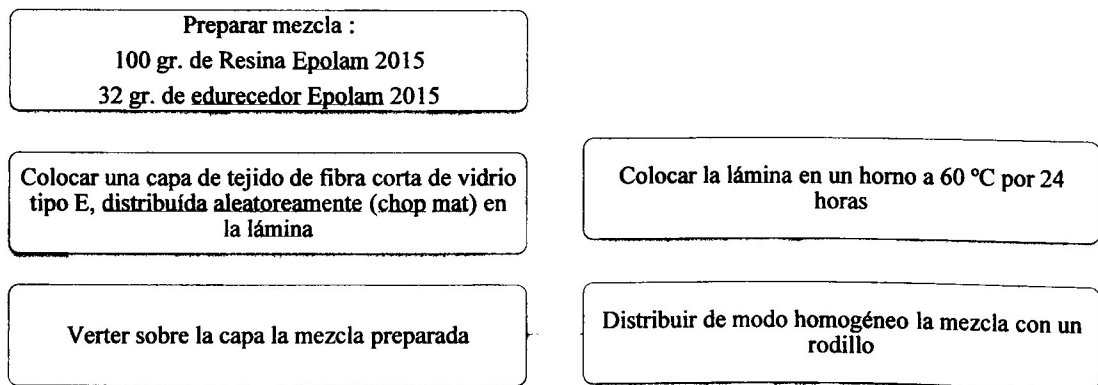 Preparar mezcla :
100 gr. de Resina Epolam 2015
32 gr. de edurecedor Epolam 2015
Colocar una capa de tejido de fibra corta de vidrio
tipo E, distribuída aleatoreamente (chop mat) en
la lámina
Verter sobre la capa la mezcla preparada
Distribuir de modo homogéneo la mezcla con un
rodillo
Colocar la lámina en un horno a 60 ºC por 24
horas